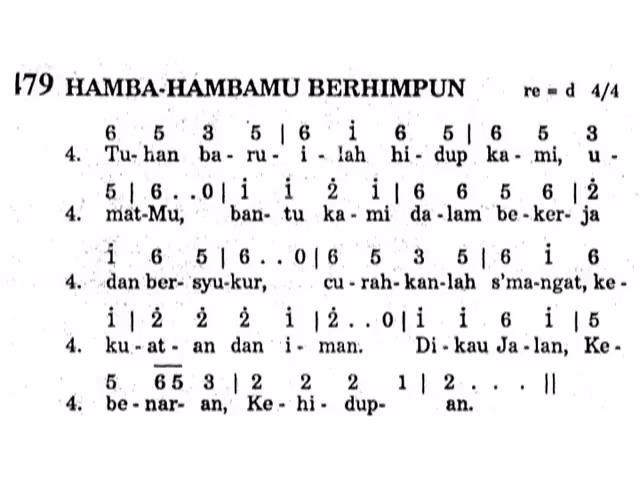 479 HAMBA-HAMBAMU BERHIMPUN re = d 4/4
6 5 3 5 | 6 i̇ 6 5 | 6 5 3
4. Tu- han ba - ru - i - lah hi - dup ka - mi, u -
5 | 6 . . 0 | i̇ i̇ 2̇ i̇ | 6 6 5 6 | 2̇
4. mat-Mu, ban- tu ka - mi da - lam be - ker- ja
i̇ 6 5 | 6 . . 0 | 6 5 3 5 | 6 i̇ 6
4. dan ber- syu-kur, cu - rah- kan-lah s'ma-ngat, ke -
i̇ | 2̇ 2̇ 2̇ i̇ | 2̇ . . 0 | i̇ i̇ 6 i̇ | 5
4. ku - at - an dan i - man. Di - kau Ja - lan, Ke -
5 6̅5̅ 3 | 2 2 2 1 | 2 . . . ||
4. be - nar- an, Ke - hi - dup- an.